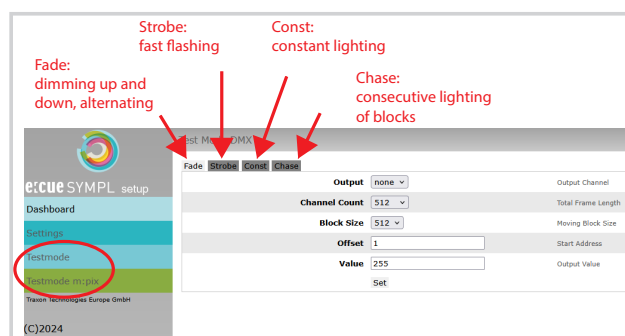 Strobe:
fast flashing
Const:
constant lighting
Fade:
dimming up and
down, alternating
Chase:
consecutive lighting
of blocks
Test Mode DMX
Fade Strobe Const Chase
Output none Output Channel
Channel Count 512 Total Frame Length
Block Size 512 Moving Block Size
Offset 1 Start Address
Value 255 Output Value
Set
e:cue SYMPL setup
Dashboard
Settings
Testmode
Testmode m:pix
Traxon Technologies Europe GmbH
(C)2024